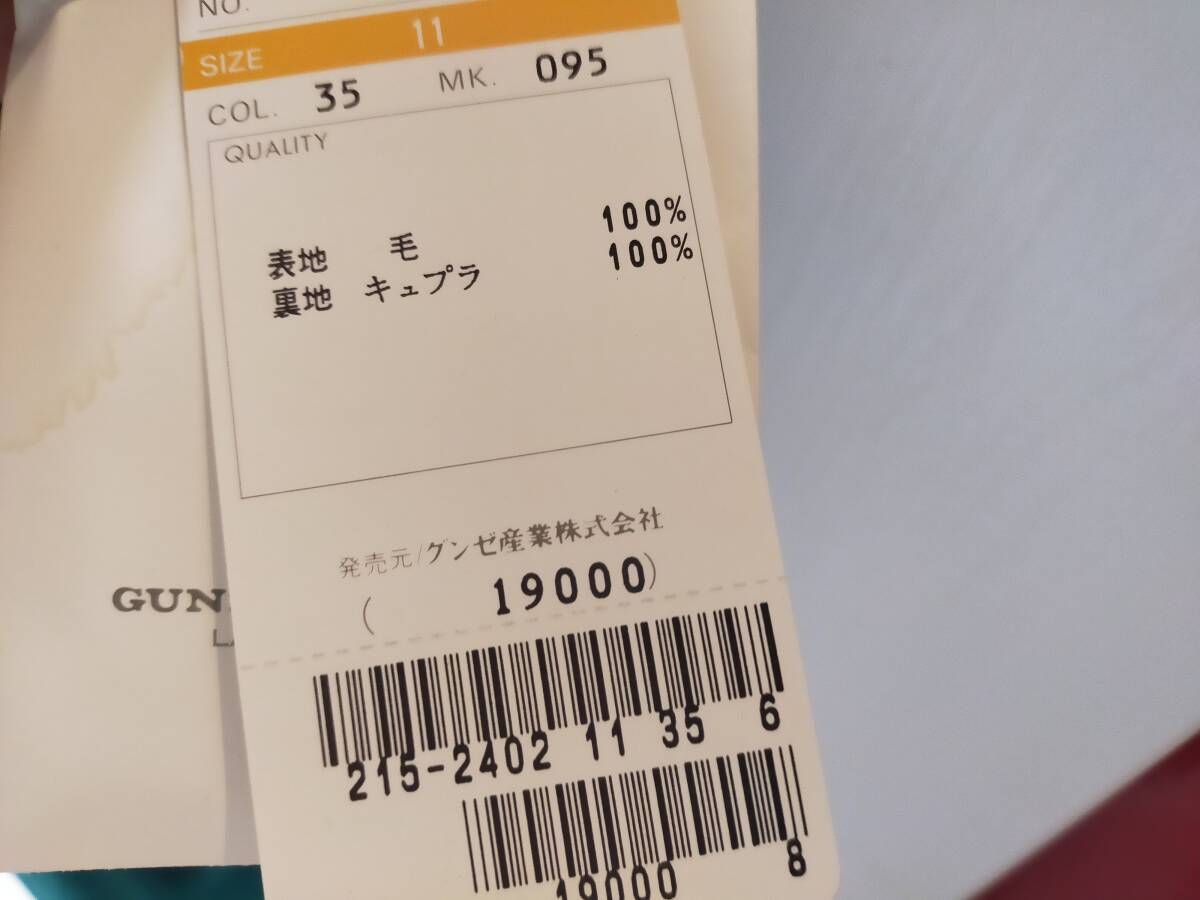 NO.
SIZE 11
COL. 35 MK. 095
QUALITY
表地 毛 100%
裏地 キュプラ 100%
発売元/グンゼ産業株式会社
( 19000)
GUN
215-2402 11 35 6
19000 8